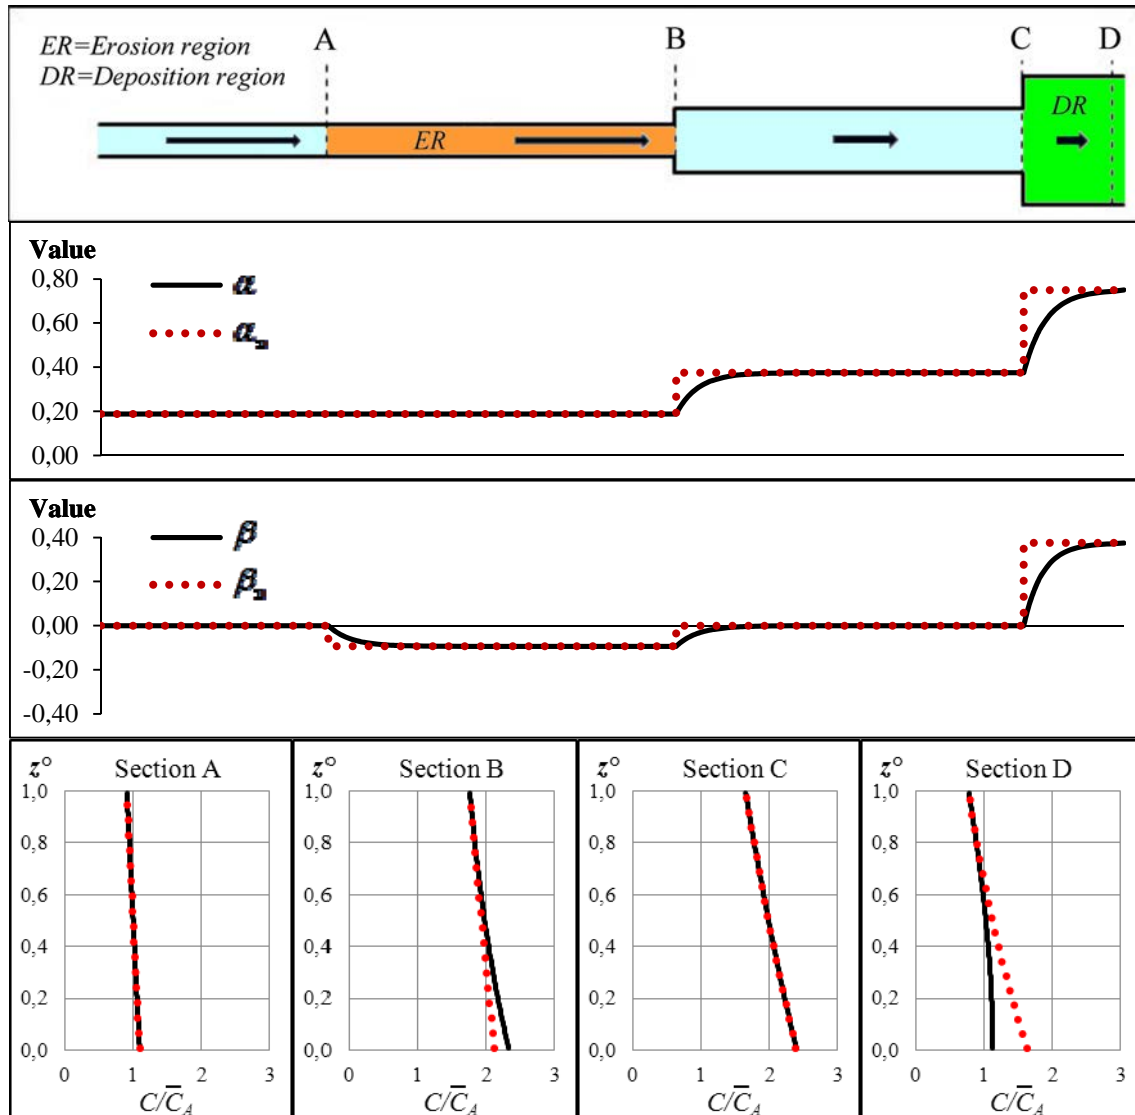 A B C D
ER=Erosion region
DR=Deposition region
ER
DR
Value
0,80
0,60
0,40
0,20
0,00
α
α∞
Value
0,40
0,20
0,00
-0,20
-0,40
β
β∞
z° Section A
1,0
0,8
0,6
0,4
0,2
0,0
0 1 2 3
C/C̅_A
z° Section B
1,0
0,8
0,6
0,4
0,2
0,0
0 1 2 3
C/C̅_A
z° Section C
1,0
0,8
0,6
0,4
0,2
0,0
0 1 2 3
C/C̅_A
z° Section D
1,0
0,8
0,6
0,4
0,2
0,0
0 1 2 3
C/C̅_A